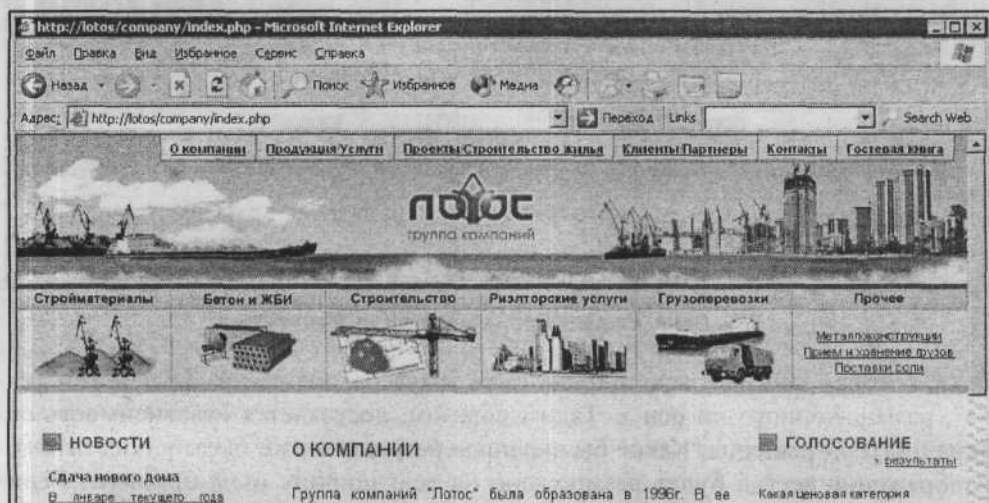 http://lotos/company/index.php - Microsoft Internet Explorer
Файл Правка Вид Избранное Сервис Справка
Назад Поиск Избранное Медиа
Адрес: http://lotos/company/index.php Переход Links Search Web
О компании Продукция/Услуги Проекты/Строительство жилья Клиенты/Партнеры Контакты Гостевая книга
лотос
группа компаний
Стройматериалы Бетон и ЖБИ Строительство Риэлторские услуги Грузоперевозки Прочее
Металлоконструкции
Прием и хранение грузов
Поставки соли
НОВОСТИ О КОМПАНИИ ГОЛОСОВАНИЕ
результаты
Сдача нового дома
В январе текущего года Группа компаний "Лотос" была образована в 1996г. В ее Какая ценовая категория